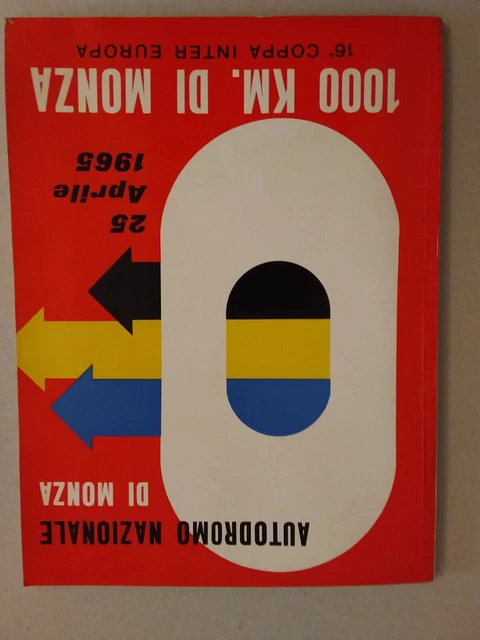 AUTODROMO NAZIONALE
DI MONZA
25
Aprile
1965
1000 KM. DI MONZA
16ª COPPA INTER EUROPA